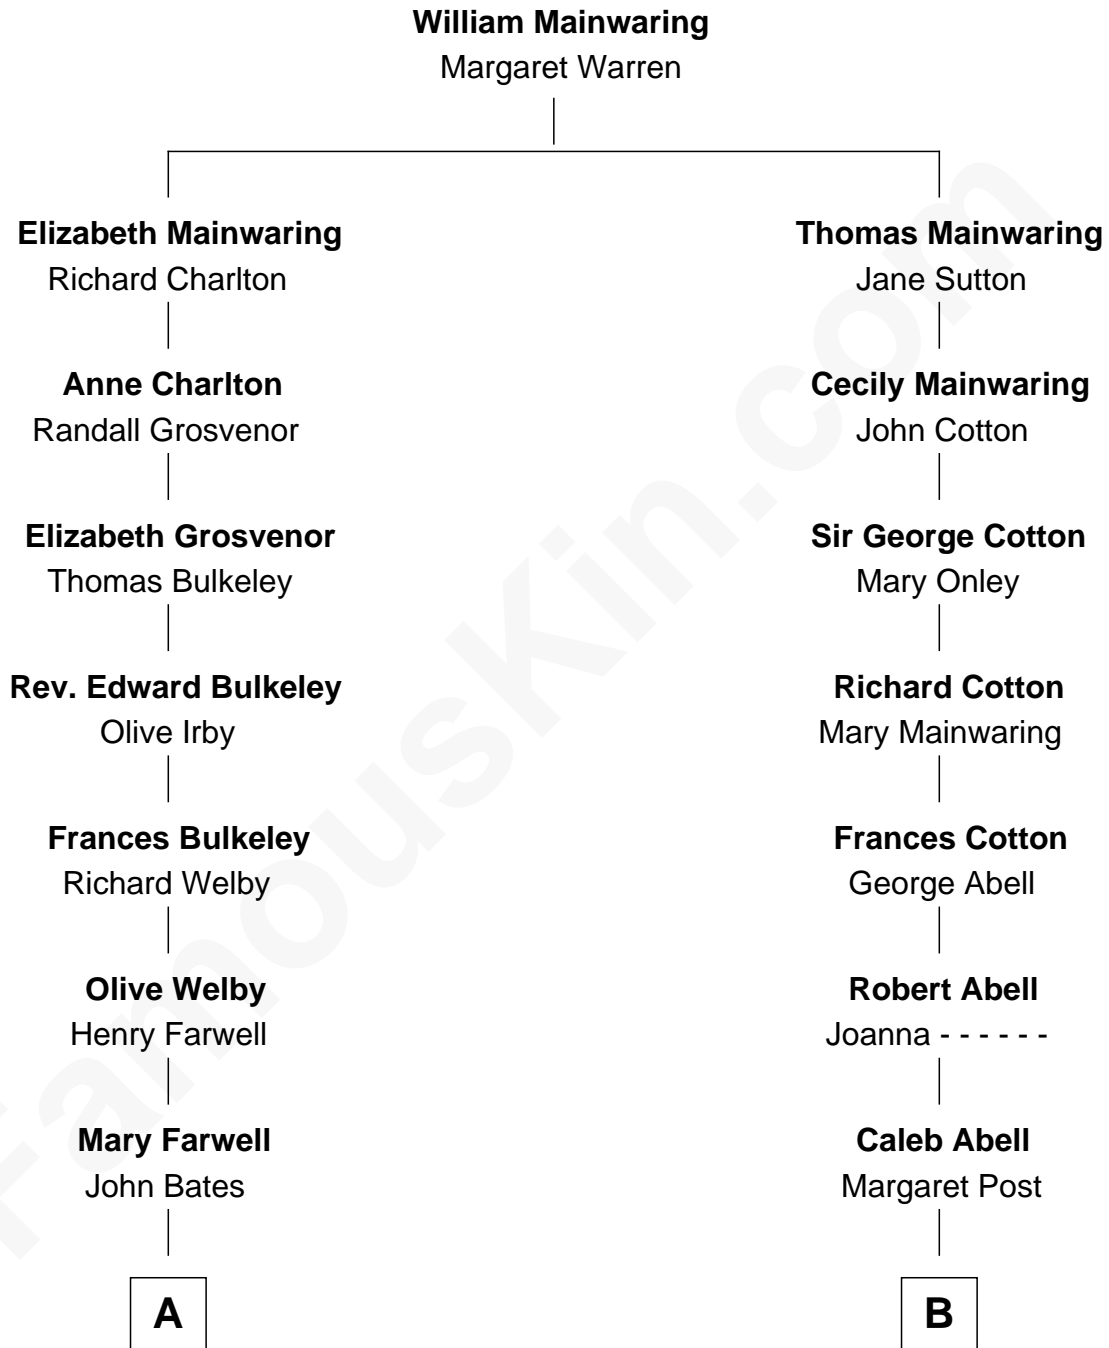 William Mainwaring
Margaret Warren
Elizabeth Mainwaring
Richard Charlton
Anne Charlton
Randall Grosvenor
Elizabeth Grosvenor
Thomas Bulkeley
Rev. Edward Bulkeley
Olive Irby
Frances Bulkeley
Richard Welby
Olive Welby
Henry Farwell
Mary Farwell
John Bates
A
Thomas Mainwaring
Jane Sutton
Cecily Mainwaring
John Cotton
Sir George Cotton
Mary Onley
Richard Cotton
Mary Mainwaring
Frances Cotton
George Abell
Robert Abell
Joanna - - - - - -
Caleb Abell
Margaret Post
B
FamousKin.com